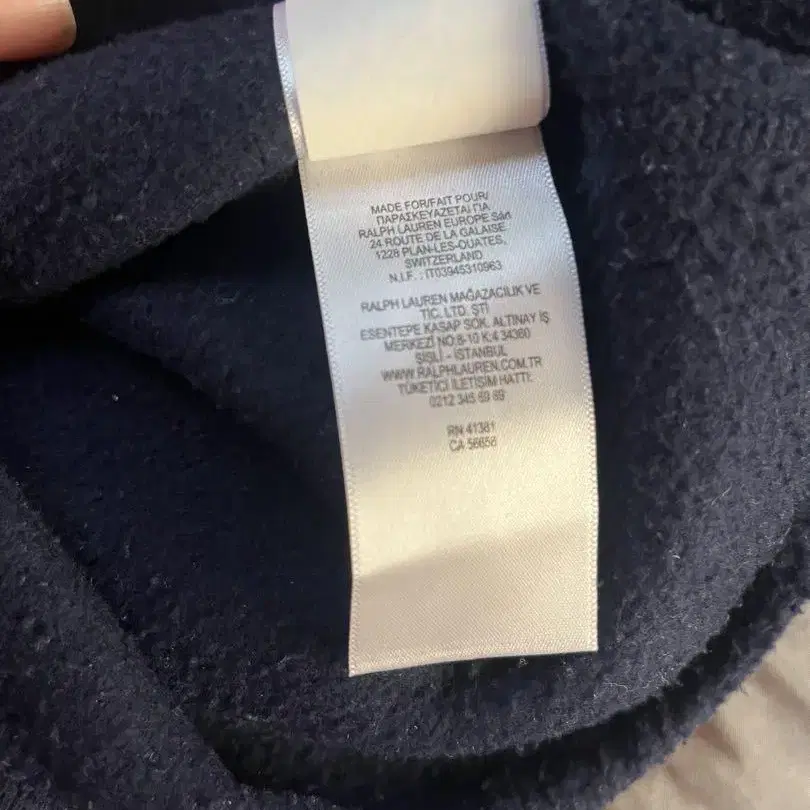 MADE FOR/FAIT POUR/
ΠΑΡΑΣΚΕΥΑΖΕΤΑΙ ΓΙΑ
RALPH LAUREN EUROPE Sàrl
24 ROUTE DE LA GALAISE
1228 PLAN-LES-OUATES,
SWITZERLAND
N.I.F. : IT03945310963
RALPH LAUREN MAĞAZACILIK VE
TIC. LTD. ŞTİ
ESENTEPE KASAP SOK. ALTINAY İŞ
MERKEZİ NO:8-10 K:4 34360
ŞİŞLİ - İSTANBUL
WWW.RALPHLAUREN.COM.TR
TÜKETİCİ İLETİŞİM HATTI:
0212 345 69 89
RN 41381
CA 56658